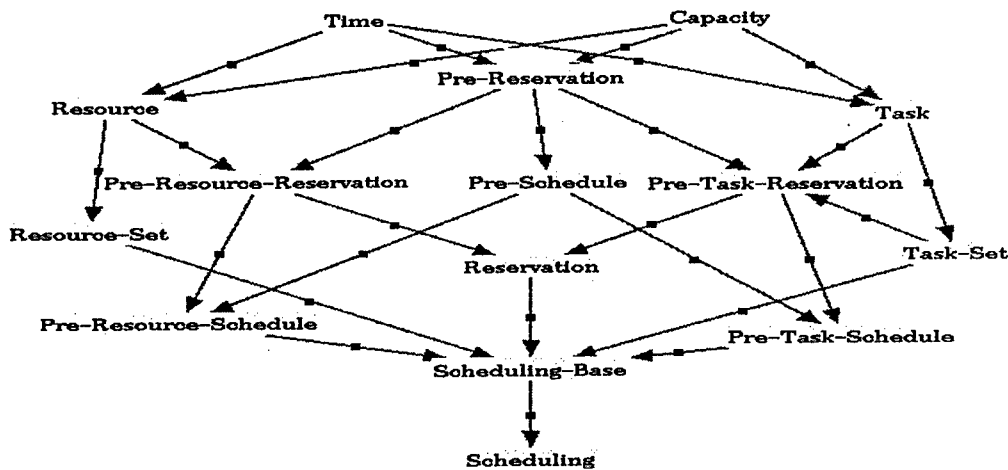 Time
Capacity
Pre-Reservation
Resource
Task
Pre-Resource-Reservation
Pre-Schedule
Pre-Task-Reservation
Resource-Set
Reservation
Task-Set
Pre-Resource-Schedule
Pre-Task-Schedule
Scheduling-Base
Scheduling